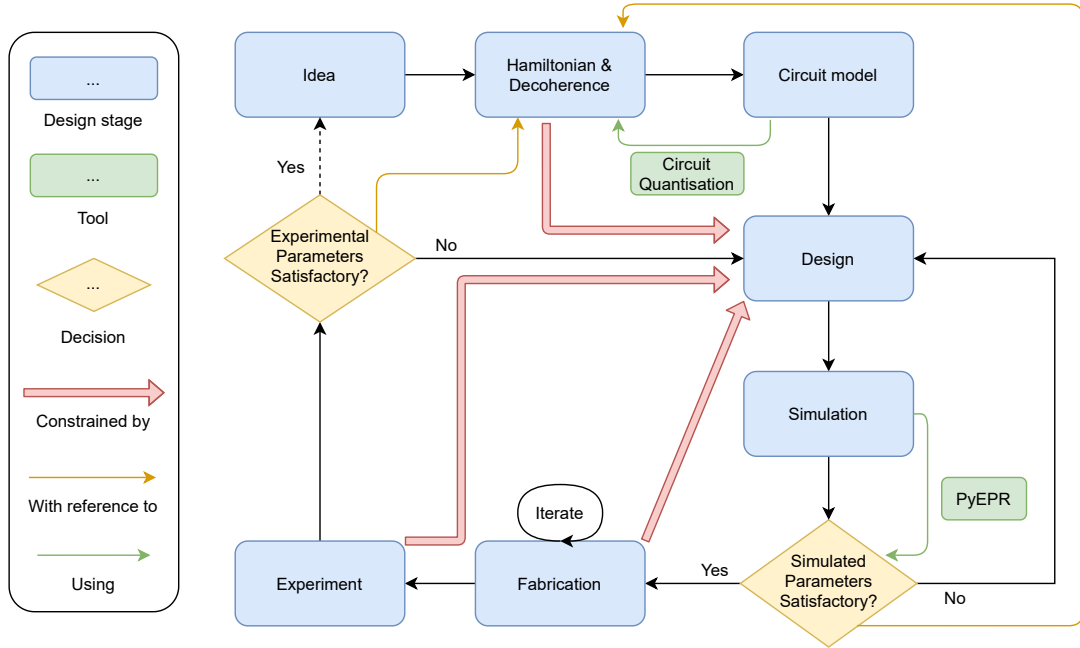 ...
Design stage
...
Tool
...
Decision
Constrained by
With reference to
Using
Idea
Hamiltonian &
Decoherence
Circuit model
Yes
Circuit
Quantisation
Experimental
Parameters
Satisfactory?
No
Design
Simulation
PyEPR
Iterate
Experiment
Fabrication
Yes
Simulated
Parameters
Satisfactory?
No